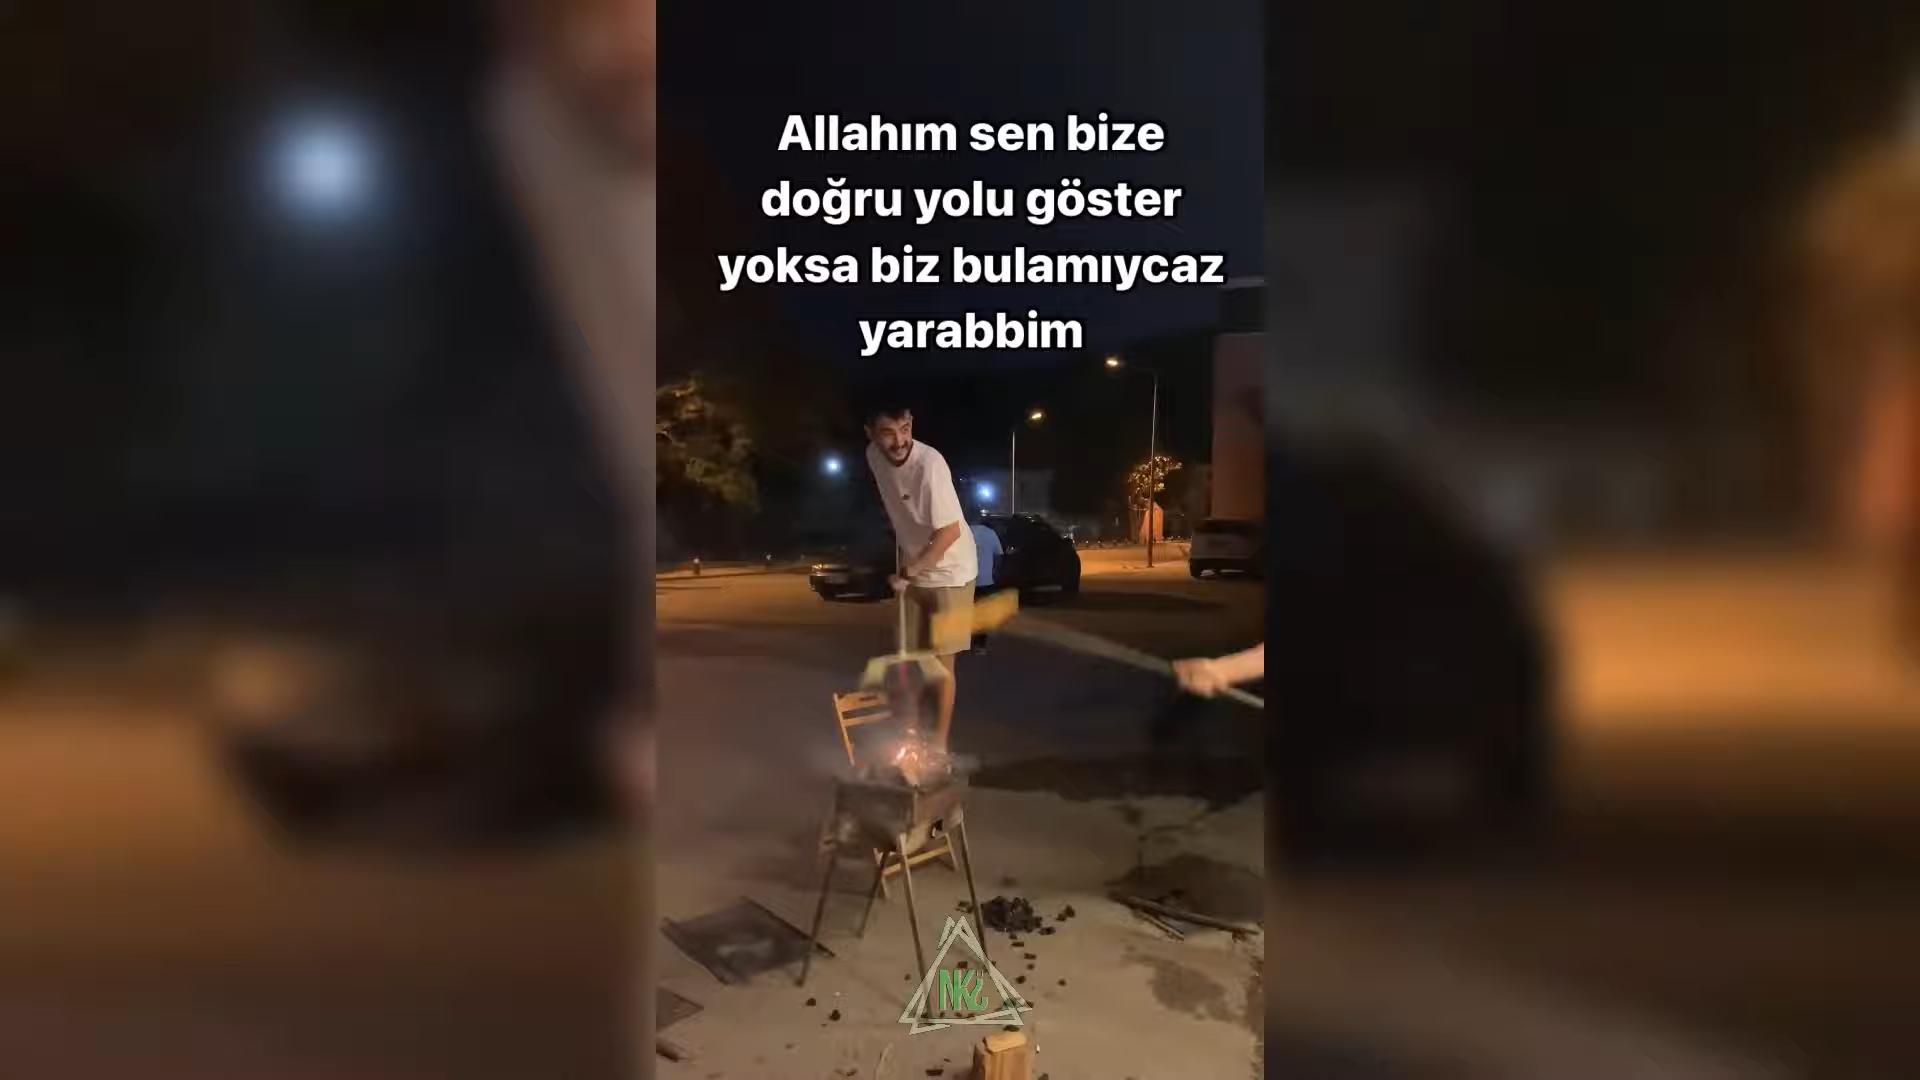 Allahım sen bize
doğru yolu göster
yoksa biz bulamıycaz
yarabbim